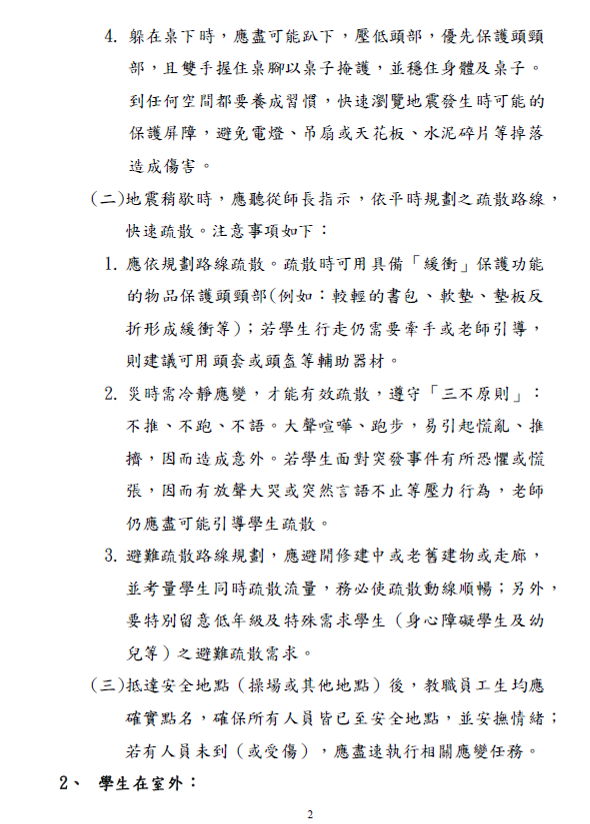 4. 躲在桌下時，應盡可能趴下，壓低頭部，優先保護頭頸
部，且雙手握住桌腳以桌子掩護，並穩住身體及桌子。
到任何空間都要養成習慣，快速瀏覽地震發生時可能的
保護屏障，避免電燈、吊扇或天花板、水泥碎片等掉落
造成傷害。
(二)地震稍歇時，應聽從師長指示，依平時規劃之疏散路線，
快速疏散。注意事項如下：
1. 應依規劃路線疏散。疏散時可用具備「緩衝」保護功能
的物品保護頭頸部(例如：較輕的書包、軟墊、墊板反
折形成緩衝等)；若學生行走仍需要牽手或老師引導，
則建議可用頭套或頭盔等輔助器材。
2. 災時需冷靜應變，才能有效疏散，遵守「三不原則」：
不推、不跑、不語。大聲喧嘩、跑步，易引起慌亂、推
擠，因而造成意外。若學生面對突發事件有所恐懼或慌
張，因而有放聲大哭或突然言語不止等壓力行為，老師
仍應盡可能引導學生疏散。
3. 避難疏散路線規劃，應避開修建中或老舊建物或走廊，
並考量學生同時疏散流量，務必使疏散動線順暢；另外，
要特別留意低年級及特殊需求學生（身心障礙學生及幼
兒等）之避難疏散需求。
(三)抵達安全地點（操場或其他地點）後，教職員工生均應
確實點名，確保所有人員皆已至安全地點，並安撫情緒；
若有人員未到（或受傷），應盡速執行相關應變任務。
2、 學生在室外：
2